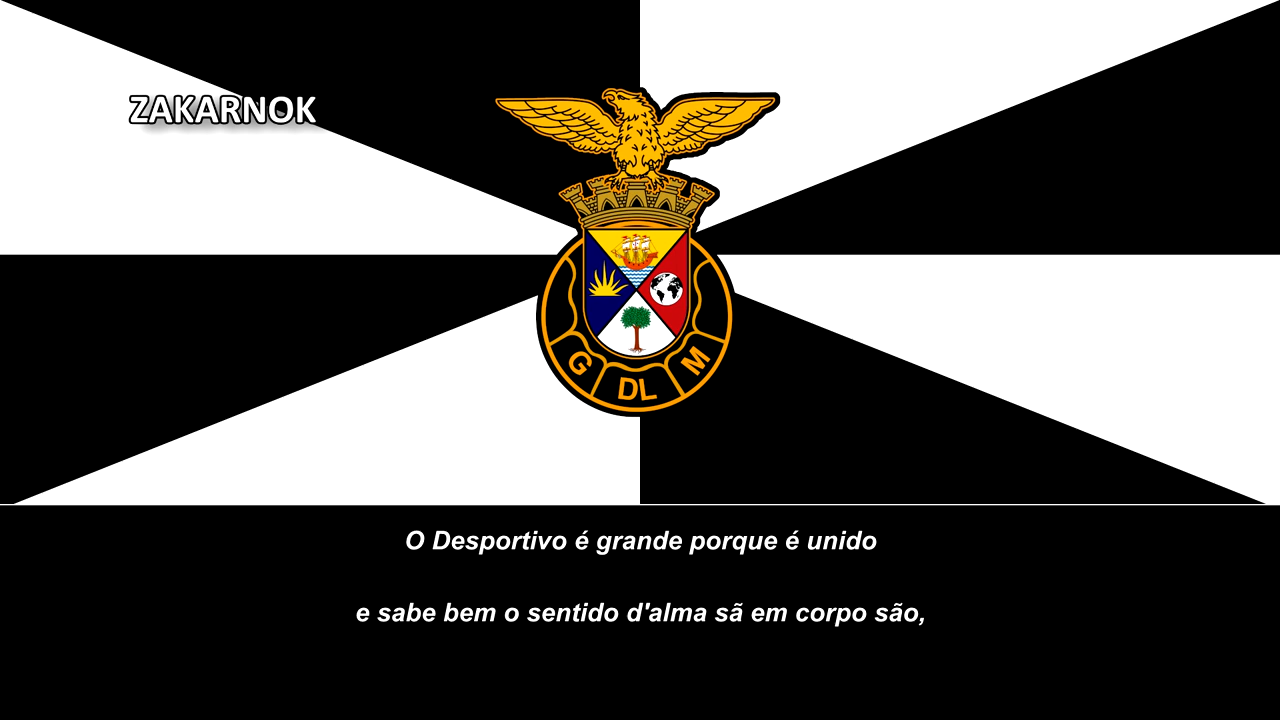 ZAKARNOK
G DL M
O Desportivo é grande porque é unido
e sabe bem o sentido d'alma sã em corpo são,